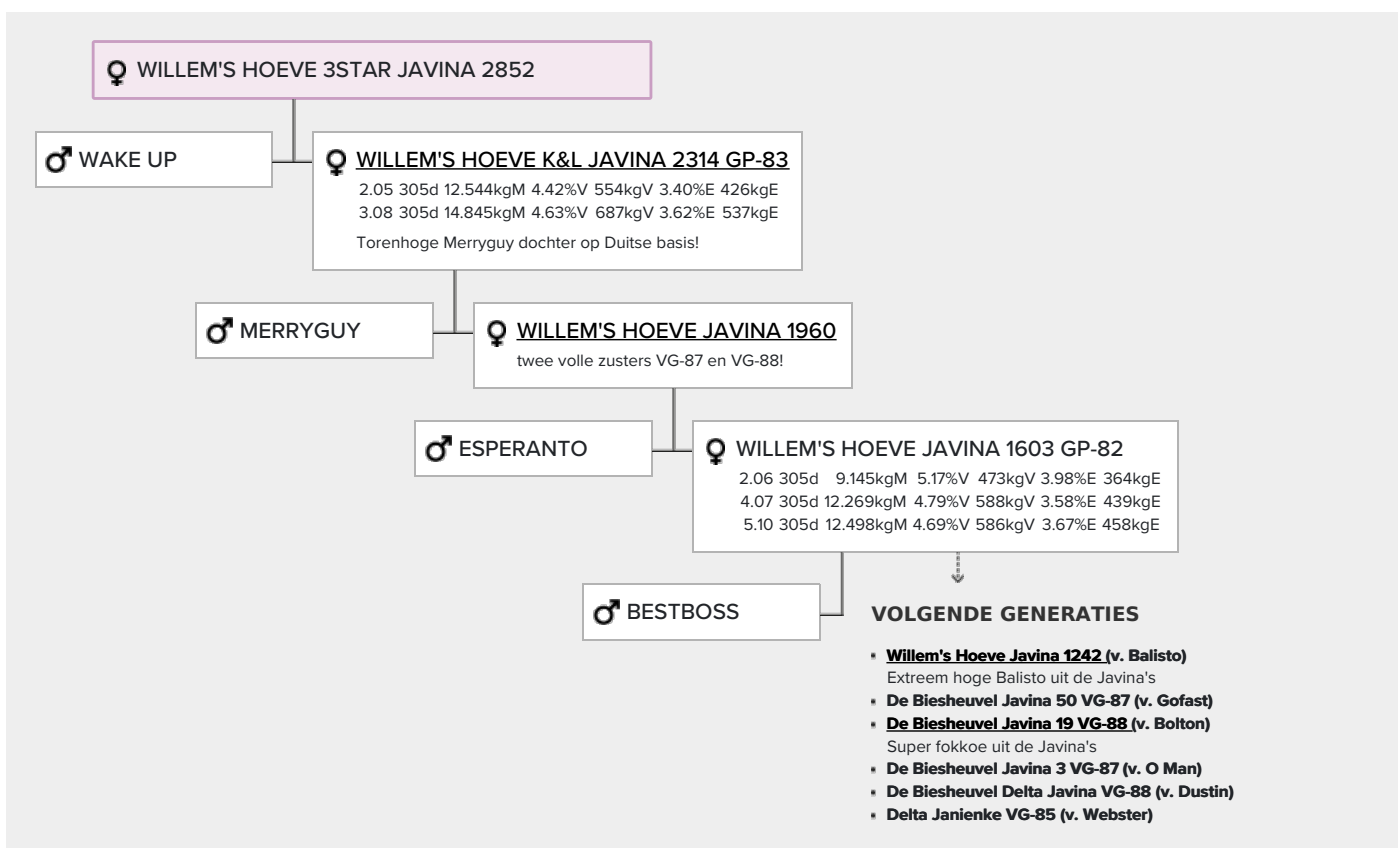 WILLEM'S HOEVE 3STAR JAVINA 2852
WAKE UP
WILLEM'S HOEVE K&L JAVINA 2314 GP-83
2.05 305d 12.544kgM 4.42%V 554kgV 3.40%E 426kgE
3.08 305d 14.845kgM 4.63%V 687kgV 3.62%E 537kgE
Torenhoge Merryguy dochter op Duitse basis!
MERRYGUY
WILLEM'S HOEVE JAVINA 1960
twee volle zusters VG-87 en VG-88!
ESPERANTO
WILLEM'S HOEVE JAVINA 1603 GP-82
2.06 305d 9.145kgM 5.17%V 473kgV 3.98%E 364kgE
4.07 305d 12.269kgM 4.79%V 588kgV 3.58%E 439kgE
5.10 305d 12.498kgM 4.69%V 586kgV 3.67%E 458kgE
BESTBOSS
VOLGENDE GENERATIES
Willem's Hoeve Javina 1242 (v. Balisto)
Extreem hoge Balisto uit de Javina's
De Biesheuvel Javina 50 VG-87 (v. Gofast)
De Biesheuvel Javina 19 VG-88 (v. Bolton)
Super fokkoe uit de Javina's
De Biesheuvel Javina 3 VG-87 (v. O Man)
De Biesheuvel Delta Javina VG-88 (v. Dustin)
Delta Janienke VG-85 (v. Webster)